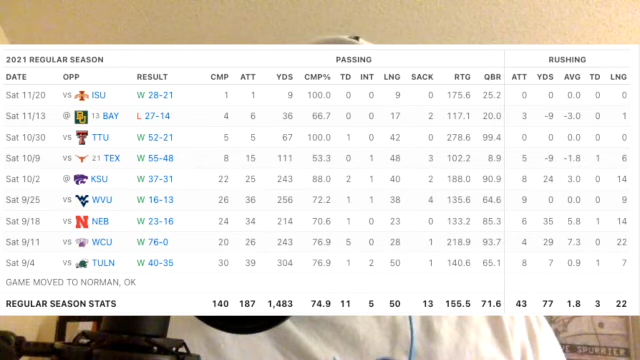 2021 REGULAR SEASON PASSING RUSHING
DATE OPP RESULT CMP ATT YDS CMP% TD INT LNG SACK RTG QBR ATT YDS AVG TD LNG
Sat 11/20 vs ISU W 28-21 1 1 9 100.0 0 0 9 0 175.6 25.2 0 0 0.0 0 0
Sat 11/13 @ 13 BAY L 27-14 4 6 36 66.7 0 0 17 2 117.1 20.0 3 -9 -3.0 0 1
Sat 10/30 vs TTU W 52-21 5 5 67 100.0 1 0 42 0 278.6 99.4 0 0 0.0 0 0
Sat 10/9 vs 21 TEX W 55-48 8 15 111 53.3 0 1 48 3 102.2 8.9 5 -9 -1.8 1 6
Sat 10/2 @ KSU W 37-31 22 25 243 88.0 2 1 40 2 188.0 90.9 8 24 3.0 0 14
Sat 9/25 vs WVU W 16-13 26 36 256 72.2 1 1 38 4 135.6 64.6 9 0 0.0 0 9
Sat 9/18 vs NEB W 23-16 24 34 214 70.6 1 0 23 0 133.2 85.3 6 35 5.8 1 14
Sat 9/11 vs WCU W 76-0 20 26 243 76.9 5 0 28 1 218.9 93.7 4 29 7.3 0 22
Sat 9/4 vs TULN W 40-35 30 39 304 76.9 1 2 50 1 140.6 65.1 8 7 0.9 1 7
GAME MOVED TO NORMAN, OK
REGULAR SEASON STATS 140 187 1,483 74.9 11 5 50 13 155.5 71.6 43 77 1.8 3 22
SPURRIER